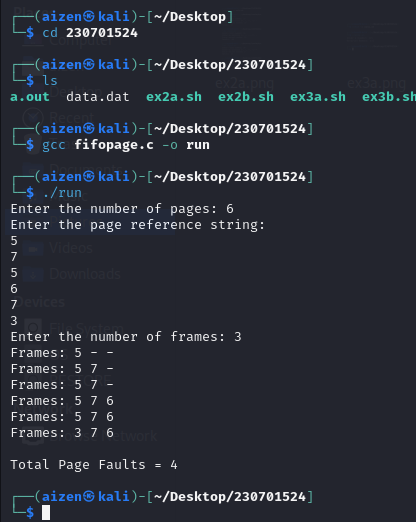 ┌──(aizen㉿kali)-[~/Desktop]
└─$ cd 230701524
┌──(aizen㉿kali)-[~/Desktop/230701524]
└─$ ls
a.out data.dat ex2a.sh ex2b.sh ex3a.sh ex3b.sh
┌──(aizen㉿kali)-[~/Desktop/230701524]
└─$ gcc fifopage.c -o run
┌──(aizen㉿kali)-[~/Desktop/230701524]
└─$ ./run
Enter the number of pages: 6
Enter the page reference string:
5
7
5
6
7
3
Enter the number of frames: 3
Frames: 5 - -
Frames: 5 7 -
Frames: 5 7 -
Frames: 5 7 6
Frames: 5 7 6
Frames: 3 7 6
Total Page Faults = 4
┌──(aizen㉿kali)-[~/Desktop/230701524]
└─$